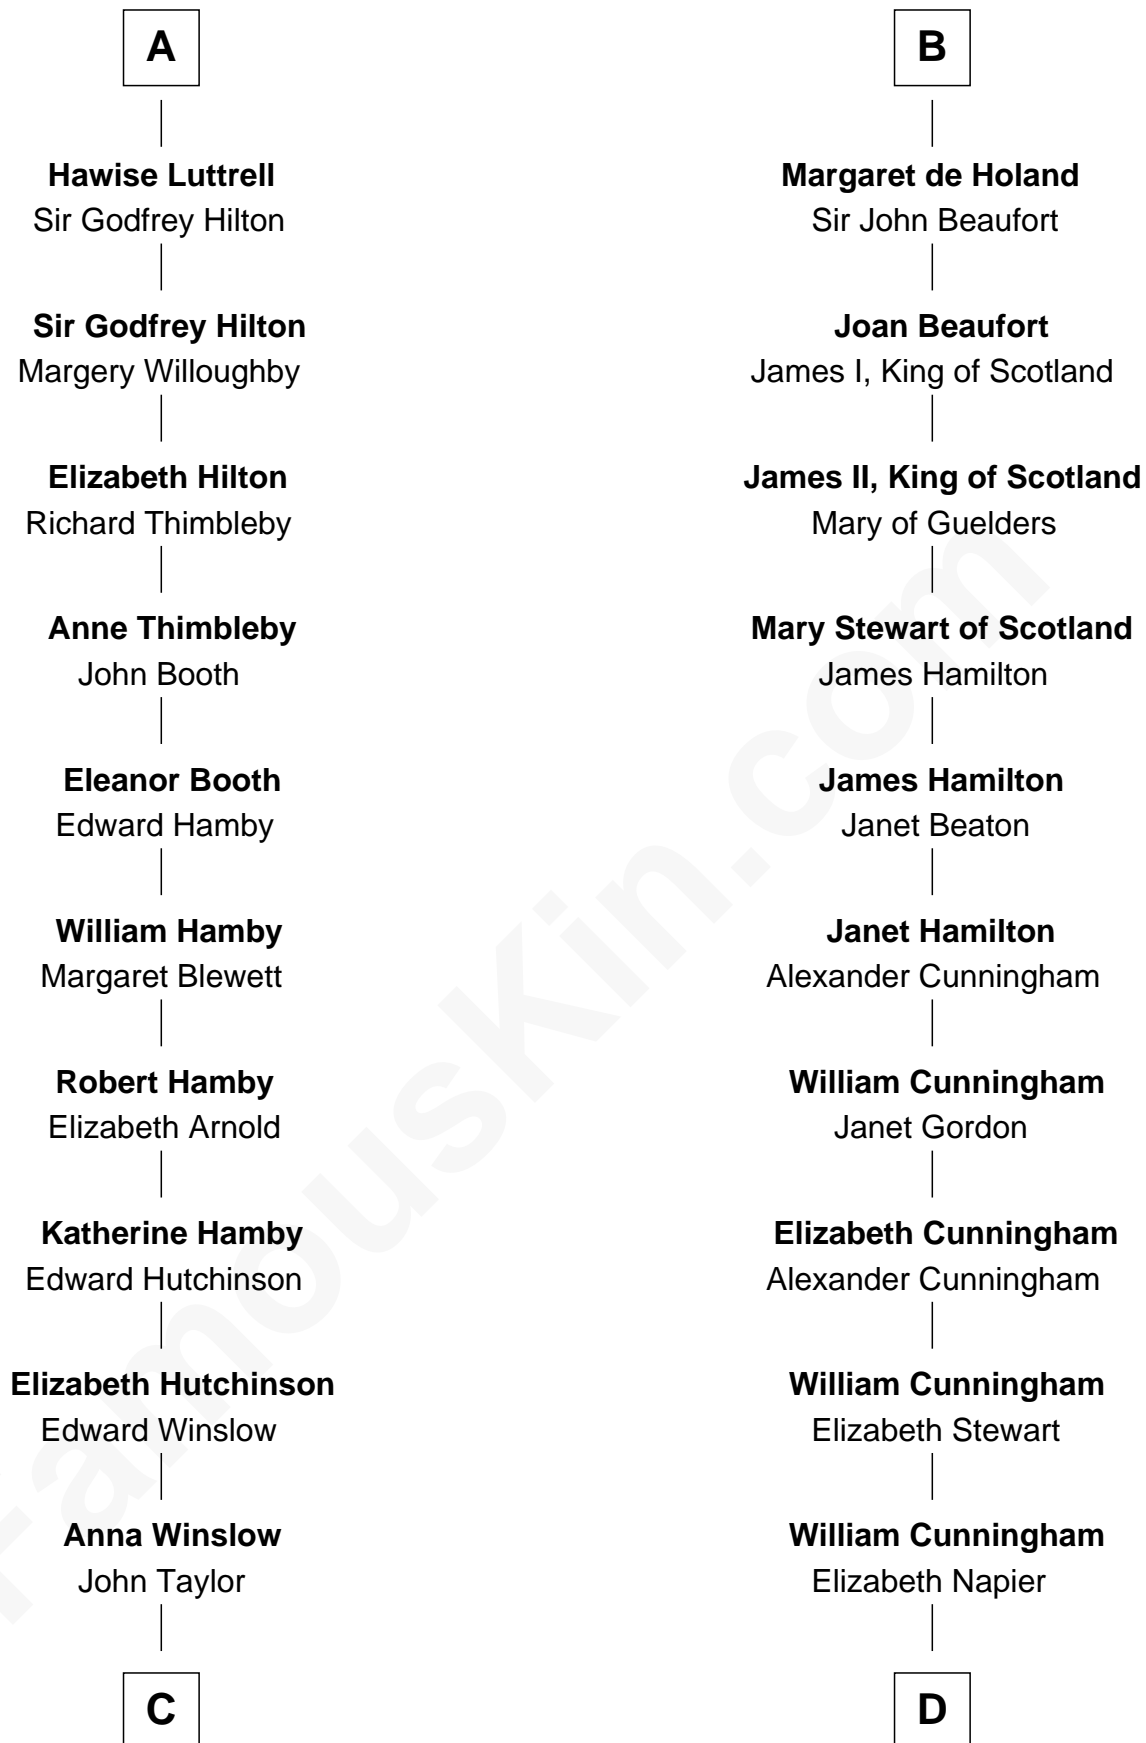 A
Hawise Luttrell
Sir Godfrey Hilton
Sir Godfrey Hilton
Margery Willoughby
Elizabeth Hilton
Richard Thimbleby
Anne Thimbleby
John Booth
Eleanor Booth
Edward Hamby
William Hamby
Margaret Blewett
Robert Hamby
Elizabeth Arnold
Katherine Hamby
Edward Hutchinson
Elizabeth Hutchinson
Edward Winslow
Anna Winslow
John Taylor
C
B
Margaret de Holand
Sir John Beaufort
Joan Beaufort
James I, King of Scotland
James II, King of Scotland
Mary of Guelders
Mary Stewart of Scotland
James Hamilton
James Hamilton
Janet Beaton
Janet Hamilton
Alexander Cunningham
William Cunningham
Janet Gordon
Elizabeth Cunningham
Alexander Cunningham
William Cunningham
Elizabeth Stewart
William Cunningham
Elizabeth Napier
D
FamousKin.com